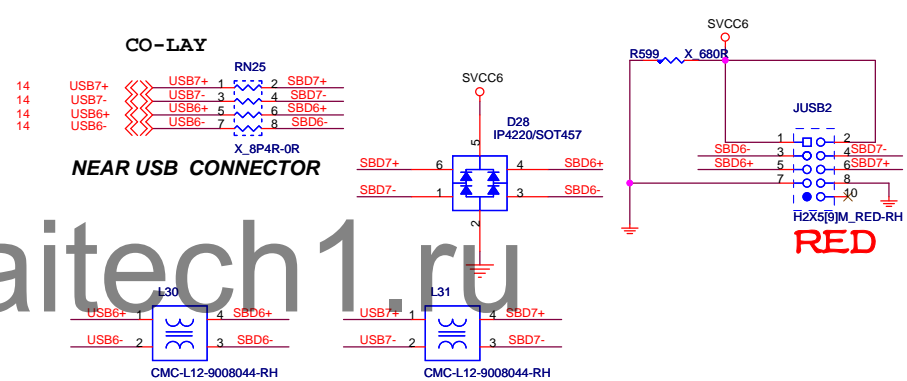 CO-LAY
RN25
14 USB7+ USB7+ 1 2 SBD7+
14 USB7- USB7- 3 4 SBD7-
14 USB6+ USB6+ 5 6 SBD6+
14 USB6- USB6- 7 8 SBD6-
X_8P4R-0R
NEAR USB CONNECTOR
SVCC6
D28
IP4220/SOT457
5
SBD7+ 6 4 SBD6+
SBD7- 1 3 SBD6-
2
SVCC6
R599 X_680R
JUSB2
1 2
SBD6- 3 4 SBD7-
SBD6+ 5 6 SBD7+
7 8
10
H2X5[9]M_RED-RH
RED
aitech1.ru
L30
USB6+ 1 4 SBD6+
USB6- 2 3 SBD6-
CMC-L12-9008044-RH
L31
USB7+ 1 4 SBD7+
USB7- 2 3 SBD7-
CMC-L12-9008044-RH